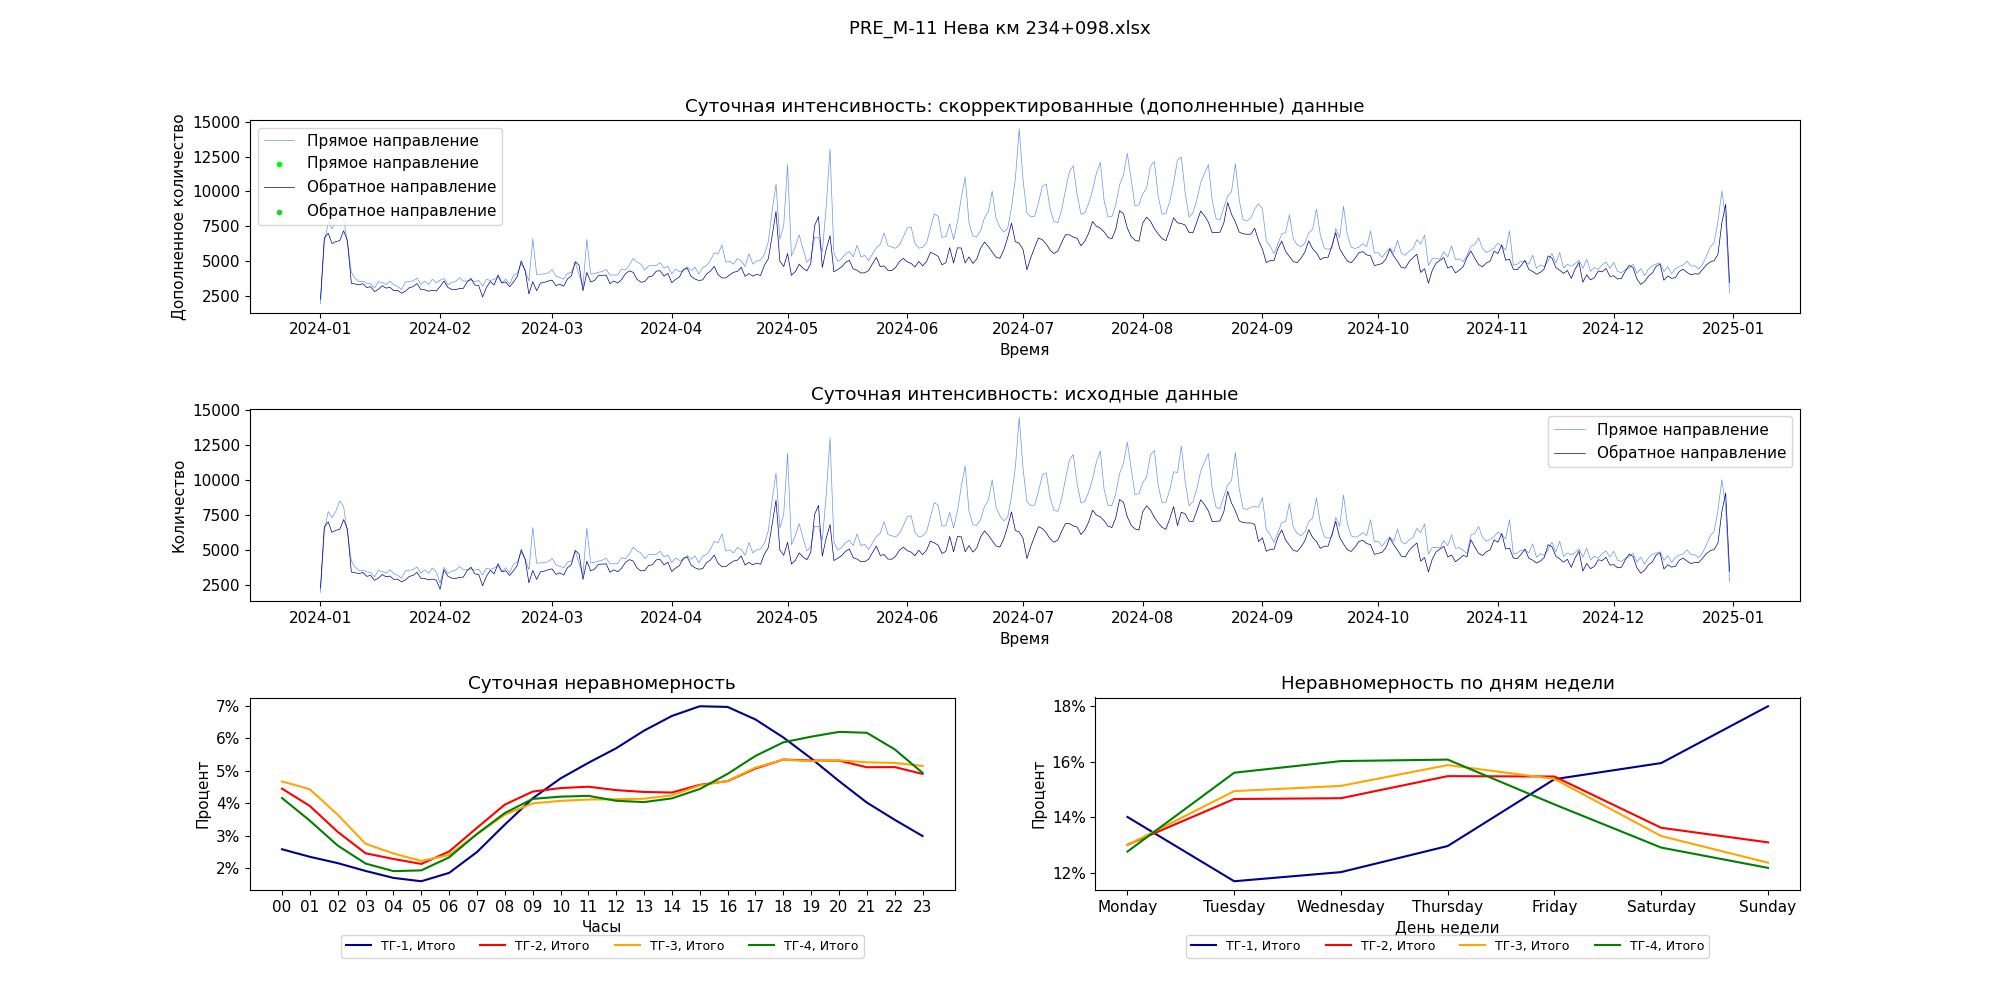 PRE_M-11 Нева км 234+098.xlsx
Суточная интенсивность: скорректированные (дополненные) данные
Дополненное количество
15000
12500
10000
7500
5000
2500
Прямое направление
Прямое направление
Обратное направление
Обратное направление
2024-01 2024-02 2024-03 2024-04 2024-05 2024-06 2024-07 2024-08 2024-09 2024-10 2024-11 2024-12 2025-01
Время
Суточная интенсивность: исходные данные
Количество
15000
12500
10000
7500
5000
2500
Прямое направление
Обратное направление
2024-01 2024-02 2024-03 2024-04 2024-05 2024-06 2024-07 2024-08 2024-09 2024-10 2024-11 2024-12 2025-01
Время
Суточная неравномерность
Процент
7%
6%
5%
4%
3%
2%
00 01 02 03 04 05 06 07 08 09 10 11 12 13 14 15 16 17 18 19 20 21 22 23
Часы
ТГ-1, Итого ТГ-2, Итого ТГ-3, Итого ТГ-4, Итого
Неравномерность по дням недели
Процент
18%
16%
14%
12%
Monday Tuesday Wednesday Thursday Friday Saturday Sunday
День недели
ТГ-1, Итого ТГ-2, Итого ТГ-3, Итого ТГ-4, Итого